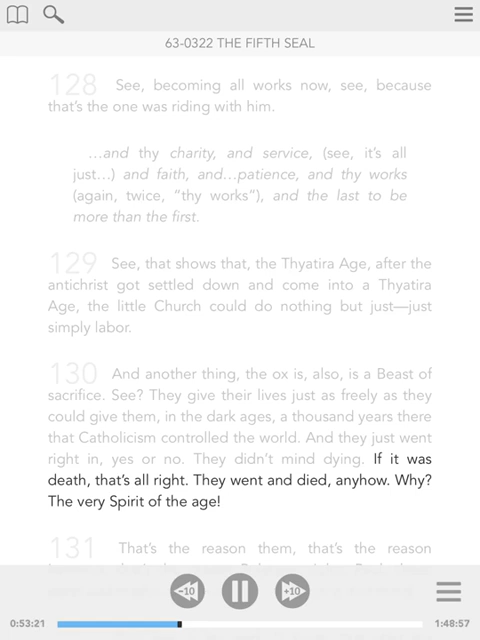 63-0322 THE FIFTH SEAL
128 See, becoming all works now, see, because
that's the one was riding with him.
…and thy charity, and service, (see, it's all
just…) and faith, and…patience, and thy works
(again, twice, "thy works"), and the last to be
more than the first.
129 See, that shows that, the Thyatira Age, after the
antichrist got settled down and come into a Thyatira
Age, the little Church could do nothing but just—just
simply labor.
130 And another thing, the ox is, also, is a Beast of
sacrifice. See? They give their lives just as freely as they
could give them, in the dark ages, a thousand years there
that Catholicism controlled the world. And they just went
right in, yes or no. They didn't mind dying. If it was
death, that's all right. They went and died, anyhow. Why?
The very Spirit of the age!
131 That's the reason them, that's the reason
-10
+10
0:53:21
1:48:57